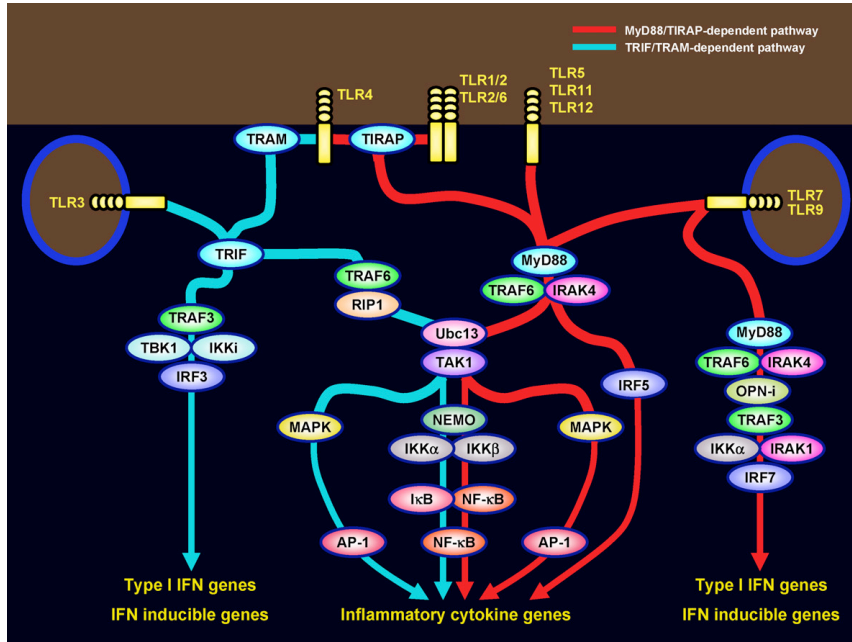 MyD88/TIRAP-dependent pathway
TRIF/TRAM-dependent pathway
TLR4
TLR1/2
TLR2/6
TLR5
TLR11
TLR12
TRAM
TIRAP
TLR3
TLR7
TLR9
TRIF
MyD88
TRAF6
RIP1
TRAF6
IRAK4
TRAF3
TBK1
IKKi
IRF3
Ubc13
TAK1
IRF5
MyD88
TRAF6
IRAK4
OPN-i
TRAF3
IKKα
IRAK1
IRF7
MAPK
NEMO
MAPK
IKKα
IKKβ
IκB
NF-κB
AP-1
NF-κB
AP-1
Type I IFN genes
IFN inducible genes
Inflammatory cytokine genes
Type I IFN genes
IFN inducible genes